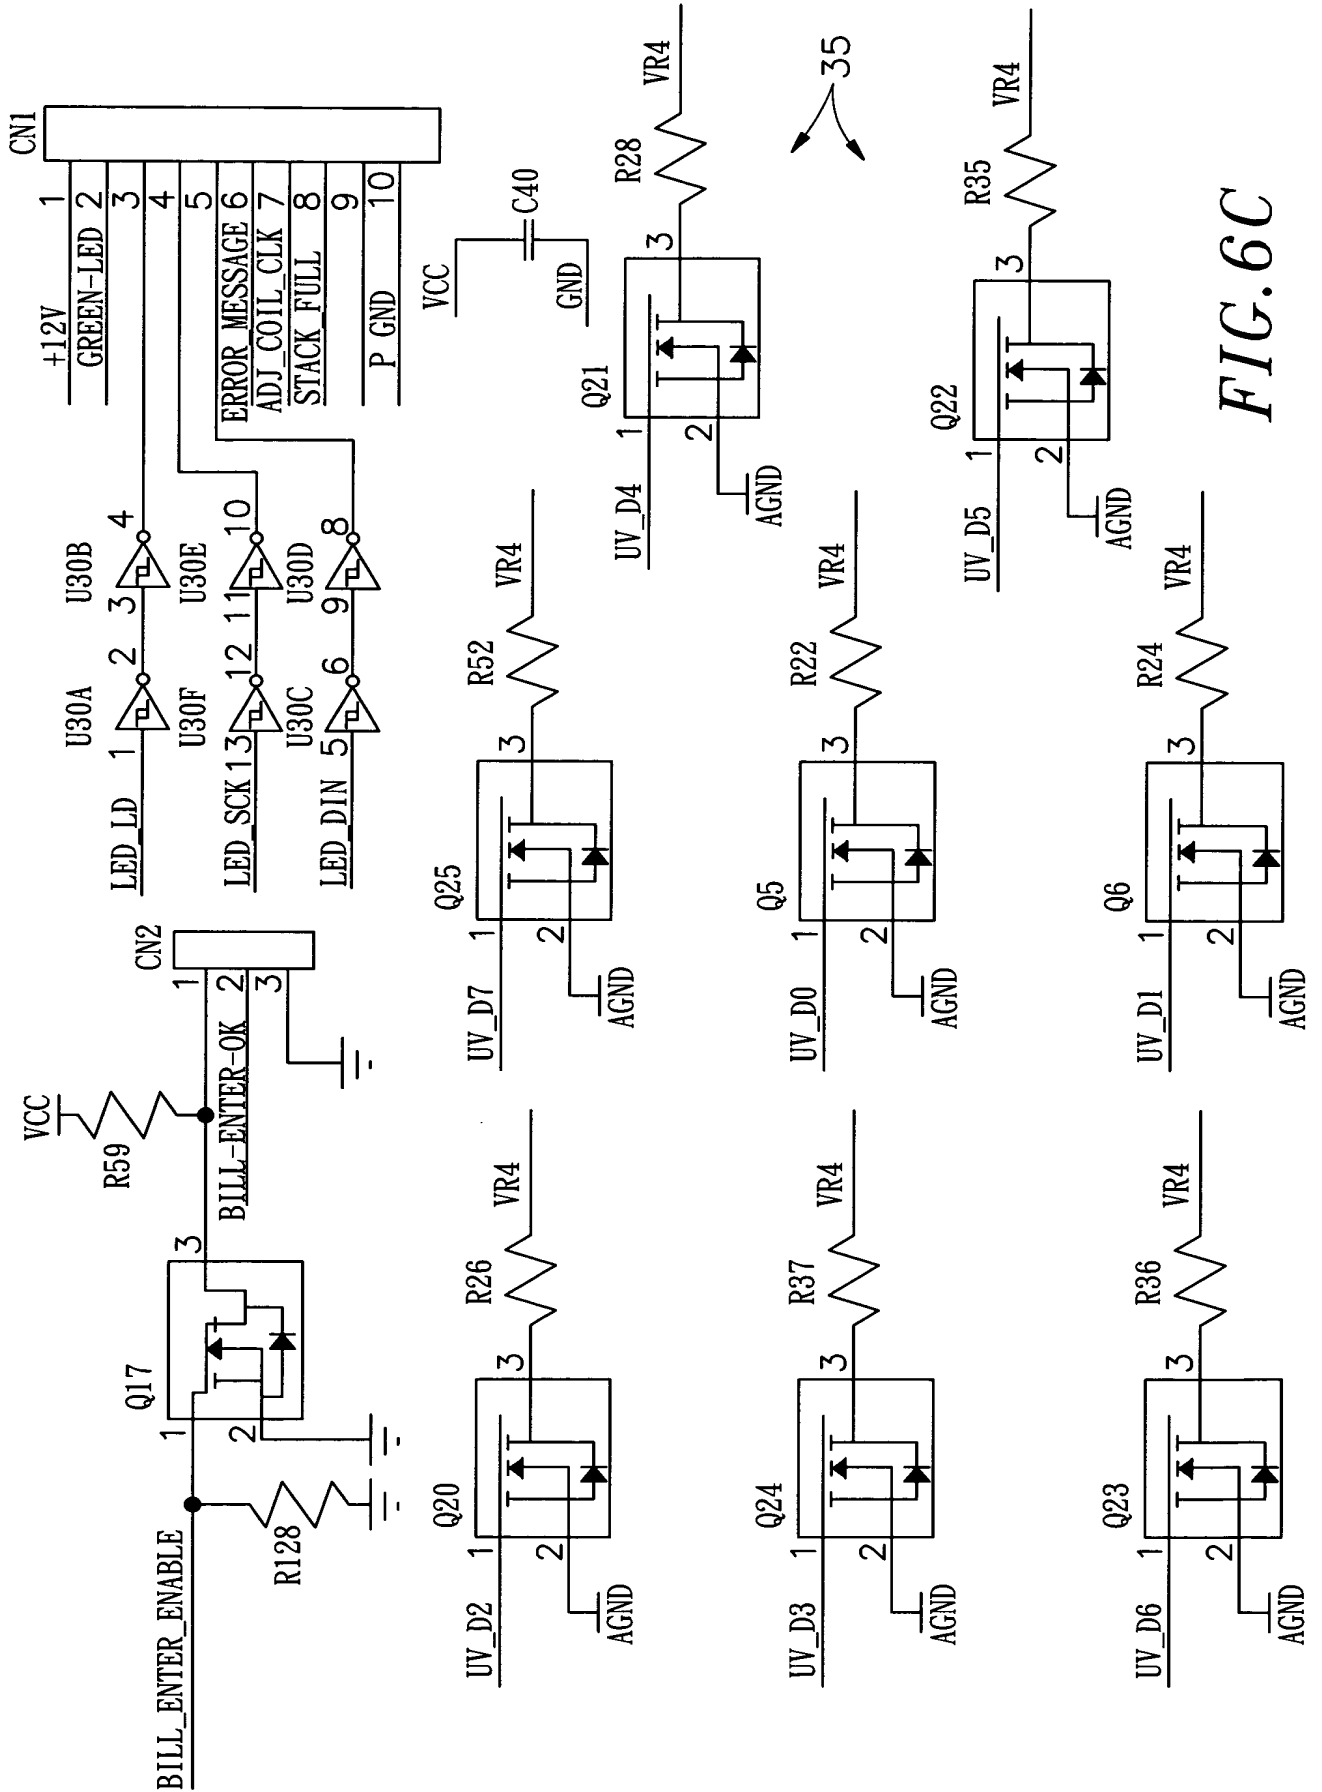 BILL_ENTER_ENABLE
R128
Q17
1
2
3
VCC
R59
BILL-ENTER-OK
CN2
1
2
3
LED_LD
1
U30A
2
3
U30B
4
LED_SCK
13
U30F
12
11
U30E
10
LED_DIN
5
U30C
6
9
U30D
8
CN1
+12V
1
GREEN-LED
2
3
4
5
ERROR_MESSAGE
6
ADJ_COIL_CLK
7
STACK_FULL
8
9
P_GND
10
VCC
C40
GND
UV_D2
1
2
AGND
Q20
3
R26
VR4
UV_D7
1
2
AGND
Q25
3
R52
VR4
UV_D4
1
2
AGND
Q21
3
R28
VR4
35
UV_D3
1
2
AGND
Q24
3
R37
VR4
UV_D0
1
2
AGND
Q5
3
R22
VR4
UV_D5
1
2
AGND
Q22
3
R35
VR4
UV_D6
1
2
AGND
Q23
3
R36
VR4
UV_D1
1
2
AGND
Q6
3
R24
VR4
FIG. 6C